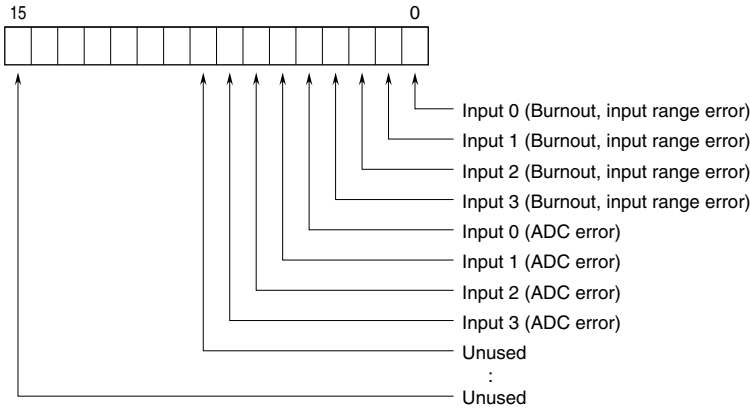 15 0
Input 0 (Burnout, input range error)
Input 1 (Burnout, input range error)
Input 2 (Burnout, input range error)
Input 3 (Burnout, input range error)
Input 0 (ADC error)
Input 1 (ADC error)
Input 2 (ADC error)
Input 3 (ADC error)
Unused
:
Unused